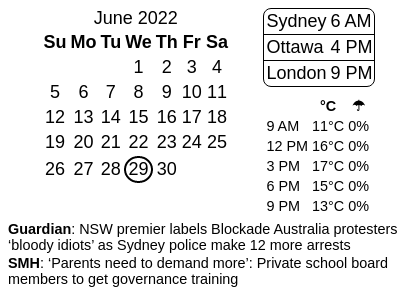 June 2022
Su Mo Tu We Th Fr Sa
1 2 3 4
5 6 7 8 9 10 11
12 13 14 15 16 17 18
19 20 21 22 23 24 25
26 27 28 29 30
Sydney 6 AM
Ottawa 4 PM
London 9 PM
°C ☂
9 AM 11°C 0%
12 PM 16°C 0%
3 PM 17°C 0%
6 PM 15°C 0%
9 PM 13°C 0%
Guardian: NSW premier labels Blockade Australia protesters
‘bloody idiots’ as Sydney police make 12 more arrests
SMH: ‘Parents need to demand more’: Private school board
members to get governance training